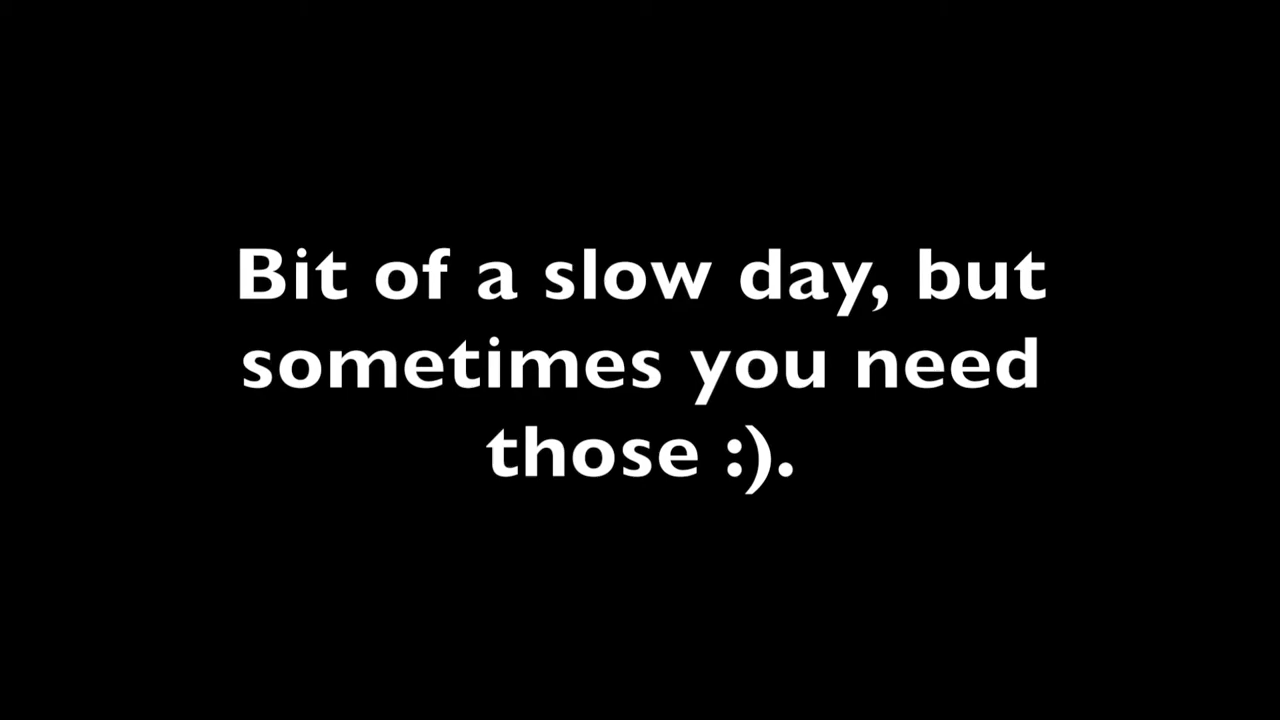 Bit of a slow day, but
sometimes you need
those :).